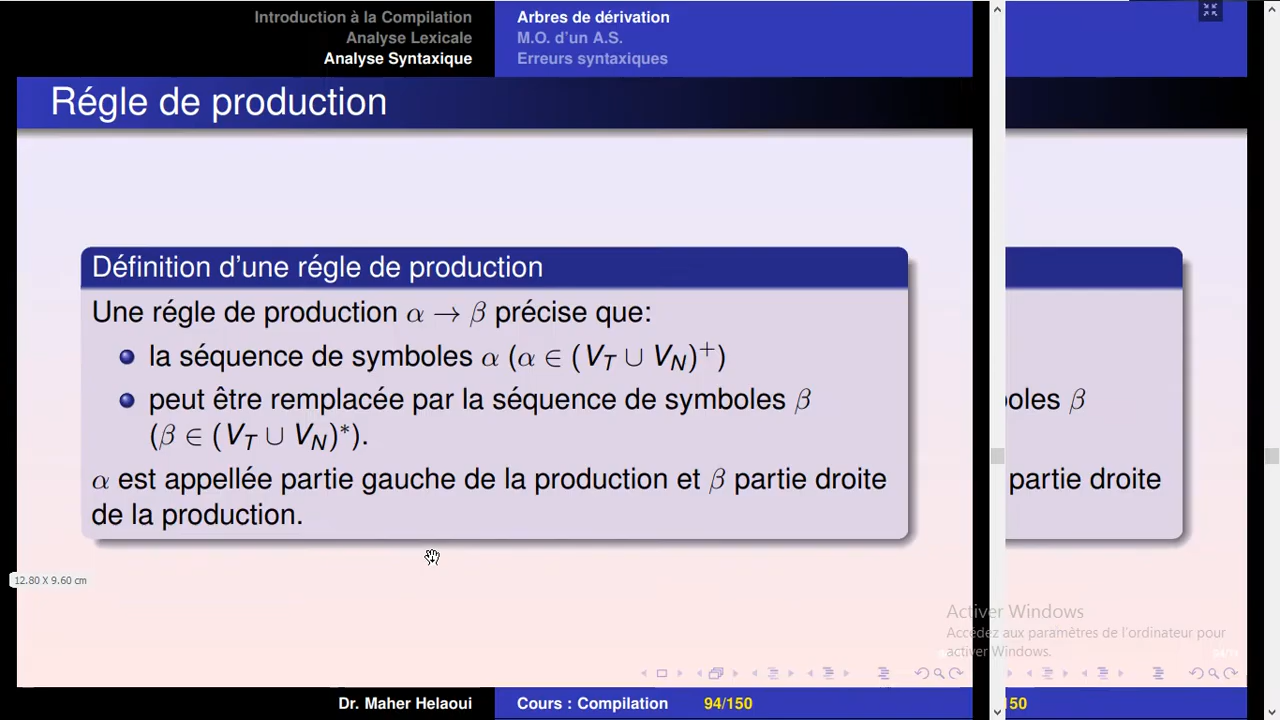 Introduction à la Compilation
Analyse Lexicale
Analyse Syntaxique
Arbres de dérivation
M.O. d'un A.S.
Erreurs syntaxiques
Régle de production
Définition d'une régle de production
Une régle de production α → β précise que:
la séquence de symboles α (α ∈ (V_T ∪ V_N)⁺)
peut être remplacée par la séquence de symboles β
(β ∈ (V_T ∪ V_N)*).
α est appellée partie gauche de la production et β partie droite
de la production.
boles β
partie droite
12.80 X 9.60 cm
Activer Windows
Accédez aux paramètres de l'ordinateur pour
activer Windows.
Dr. Maher Helaoui
Cours : Compilation
94/150
50